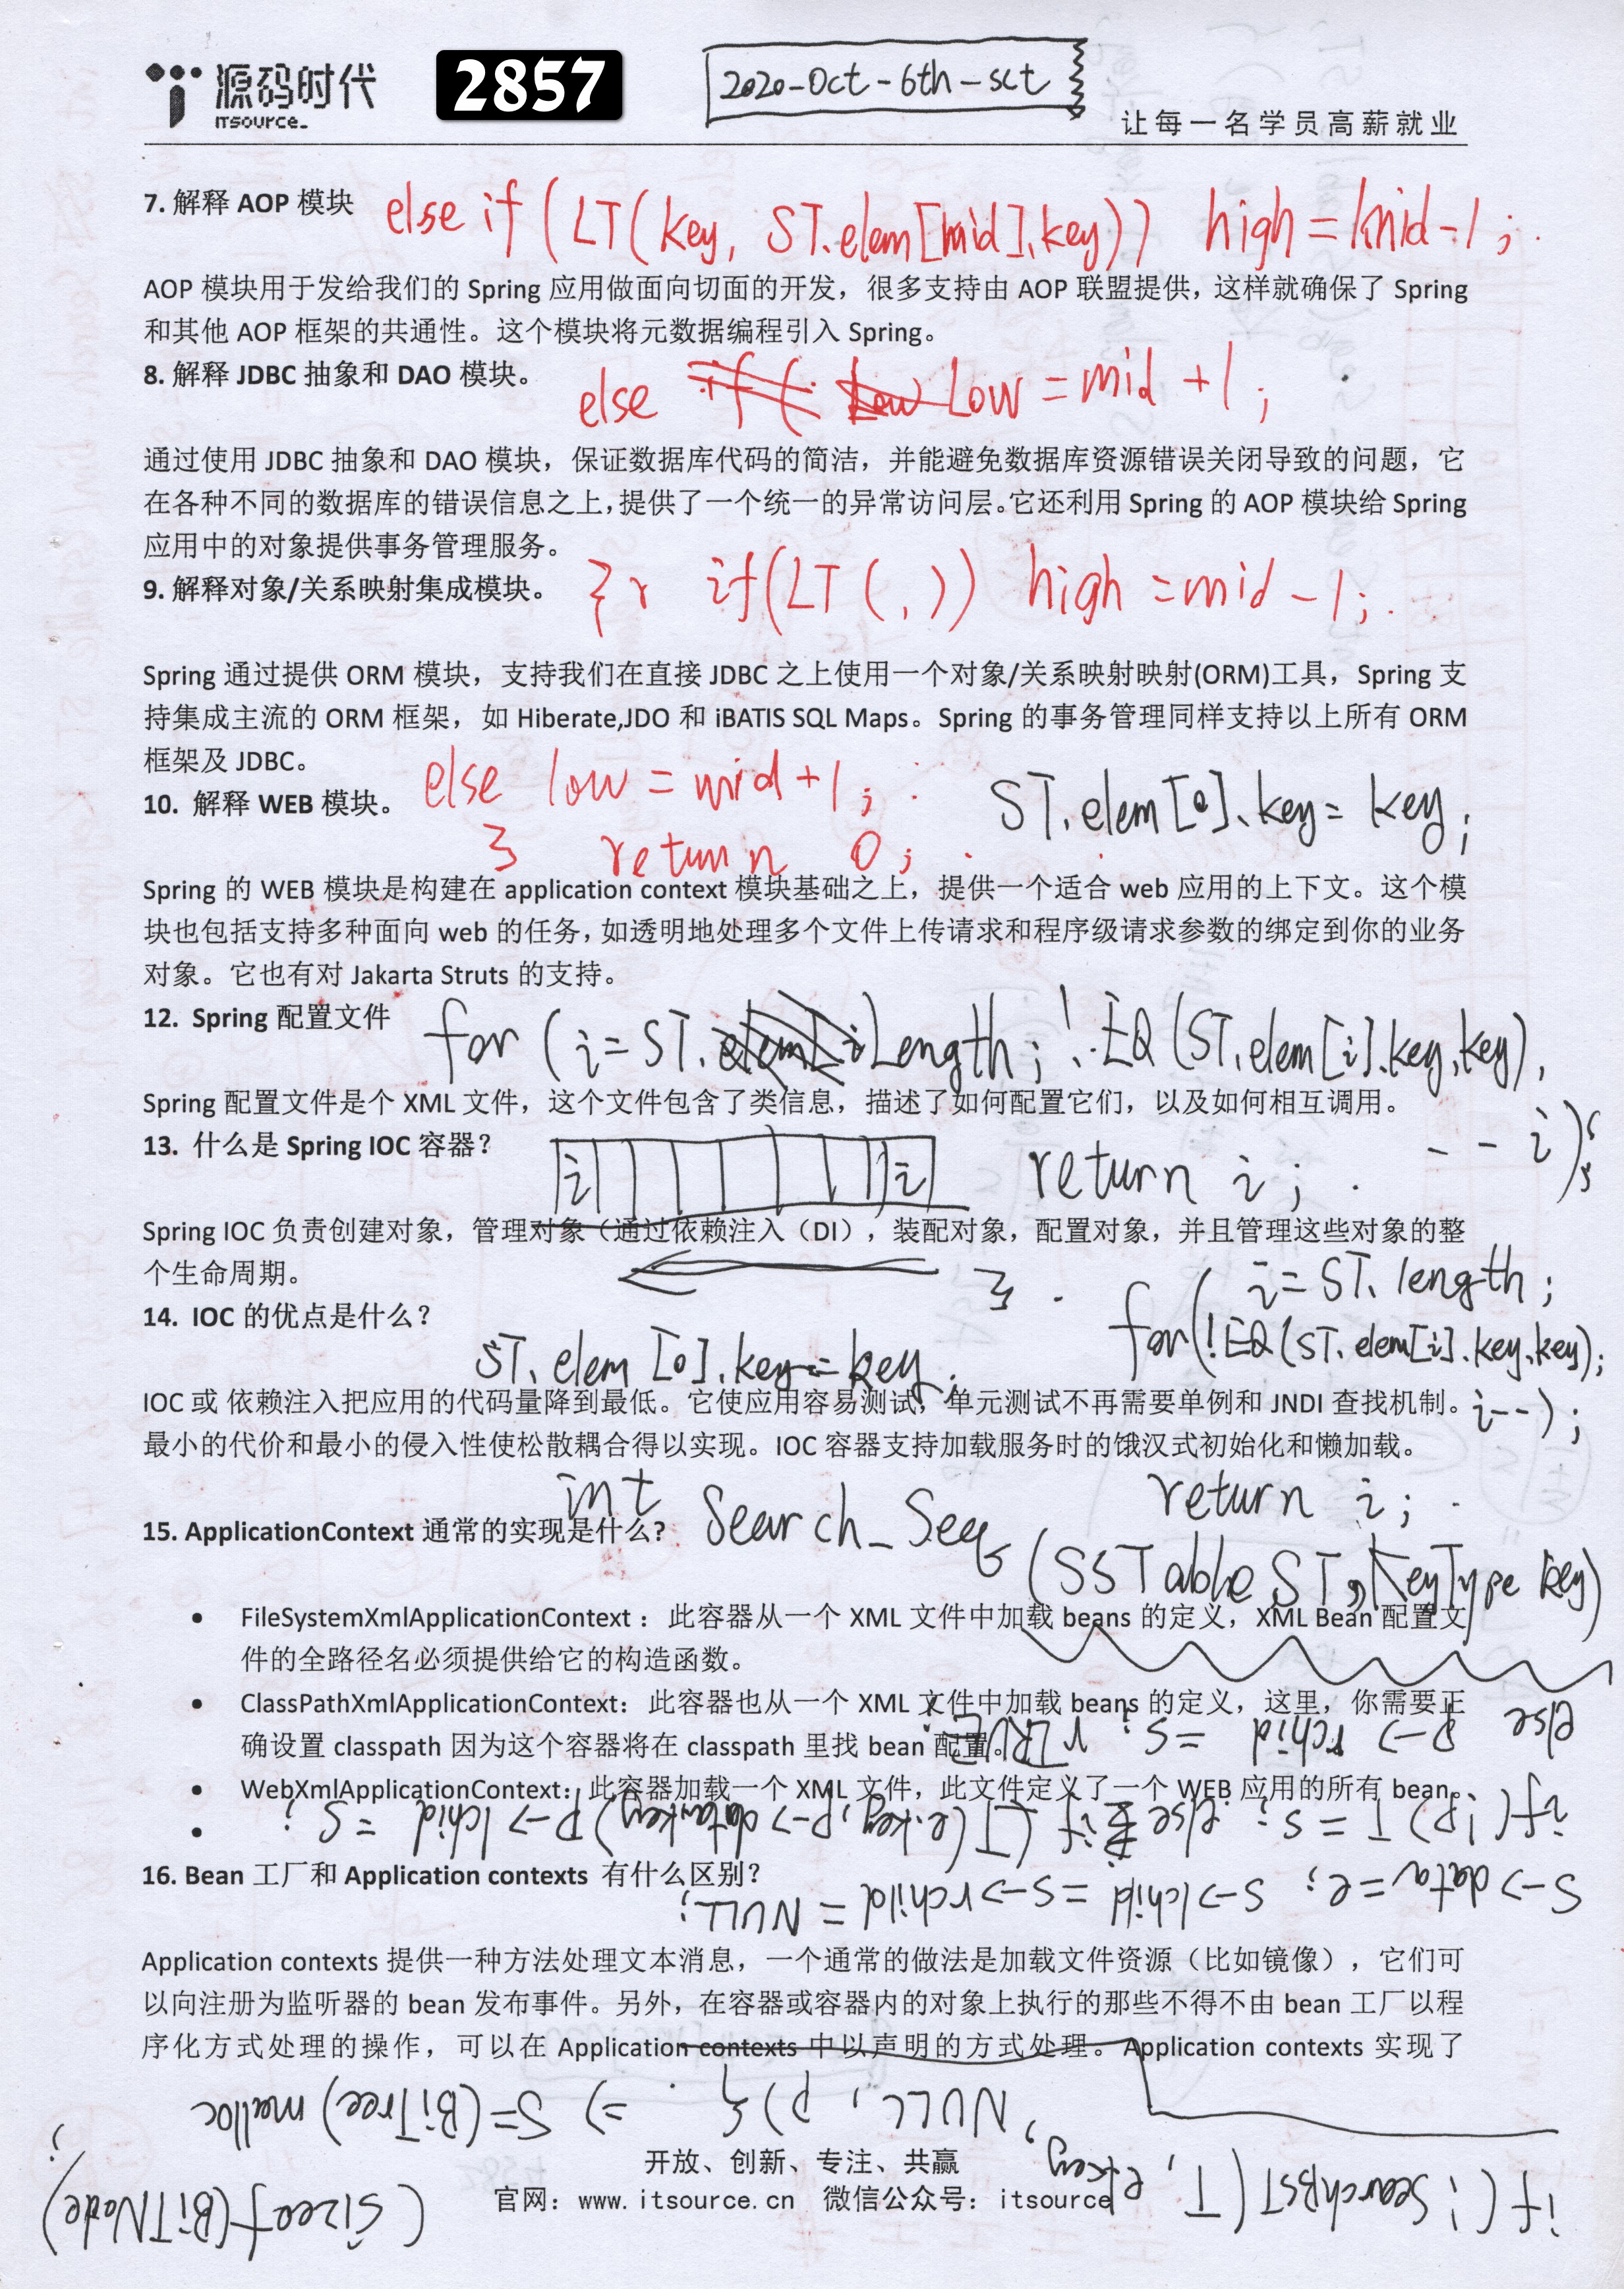 源码时代
ITSOURCE_
2857
2020-Oct-6th-sct
让每一名学员高薪就业
7. 解释 AOP 模块
else if (LT(key, ST.elem[mid].key)) high = mid-1;
AOP 模块用于发给我们的 Spring 应用做面向切面的开发，很多支持由 AOP 联盟提供，这样就确保了 Spring
和其他 AOP 框架的共通性。这个模块将元数据编程引入 Spring。
8. 解释 JDBC 抽象和 DAO 模块。
else if ( Low Low = mid +1;
通过使用 JDBC 抽象和 DAO 模块，保证数据库代码的简洁，并能避免数据库资源错误关闭导致的问题，它
在各种不同的数据库的错误信息之上，提供了一个统一的异常访问层。它还利用 Spring 的 AOP 模块给 Spring
应用中的对象提供事务管理服务。
9. 解释对象/关系映射集成模块。
if(LT(,)) high = mid -1;
Spring 通过提供 ORM 模块，支持我们在直接 JDBC 之上使用一个对象/关系映射映射(ORM)工具，Spring 支
持集成主流的 ORM 框架，如 Hiberate,JDO 和 iBATIS SQL Maps。Spring 的事务管理同样支持以上所有 ORM
框架及 JDBC。
else low = mid+1;
10. 解释 WEB 模块。
ST.elem[0].key = key;
} return 0;
Spring 的 WEB 模块是构建在 application context 模块基础之上，提供一个适合 web 应用的上下文。这个模
块也包括支持多种面向 web 的任务，如透明地处理多个文件上传请求和程序级请求参数的绑定到你的业务
对象。它也有对 Jakarta Struts 的支持。
12. Spring 配置文件
for (i = ST.elem[i Length; !EQ(ST.elem[i].key,key);
Spring 配置文件是个 XML 文件，这个文件包含了类信息，描述了如何配置它们，以及如何相互调用。
--i);
13. 什么是 Spring IOC 容器？
i i
return i;
Spring IOC 负责创建对象，管理对象（通过依赖注入（DI），装配对象，配置对象，并且管理这些对象的整
个生命周期。
}
i = ST.length;
14. IOC 的优点是什么？
for(!EQ(ST.elem[i].key,key);
ST.elem[0].key = key;
IOC 或 依赖注入把应用的代码量降到最低。它使应用容易测试，单元测试不再需要单例和 JNDI 查找机制。
i--);
最小的代价和最小的侵入性使松散耦合得以实现。IOC 容器支持加载服务时的饿汉式初始化和懒加载。
return i;
15. ApplicationContext 通常的实现是什么?
int Search_Seq
(SSTable ST, KeyType key)
• FileSystemXmlApplicationContext ：此容器从一个 XML 文件中加载 beans 的定义，XML Bean 配置文
件的全路径名必须提供给它的构造函数。
• ClassPathXmlApplicationContext：此容器也从一个 XML 文件中加载 beans 的定义，这里，你需要正
确设置 classpath 因为这个容器将在 classpath 里找 bean 配置。
else p->rchild = s; TRUE;
• WebXmlApplicationContext：此容器加载一个 XML 文件，此文件定义了一个 WEB 应用的所有 bean。
if(!p) T = s; else if LT(e.key, p->data.key) p->lchild = s;
•
16. Bean 工厂和 Application contexts 有什么区别？
s->data = e; s->lchild = s->rchild = NULL;
Application contexts 提供一种方法处理文本消息，一个通常的做法是加载文件资源（比如镜像），它们可
以向注册为监听器的 bean 发布事件。另外，在容器或容器内的对象上执行的那些不得不由 bean 工厂以程
序化方式处理的操作，可以在 Application contexts 中以声明的方式处理。Application contexts 实现了
NULL, p){ => S=(BiTree) malloc
开放、创新、专注、共赢
if(!SearchBST(T, e.key,
(sizeof(BiTNode));
官网：www.itsource.cn 微信公众号：itsource